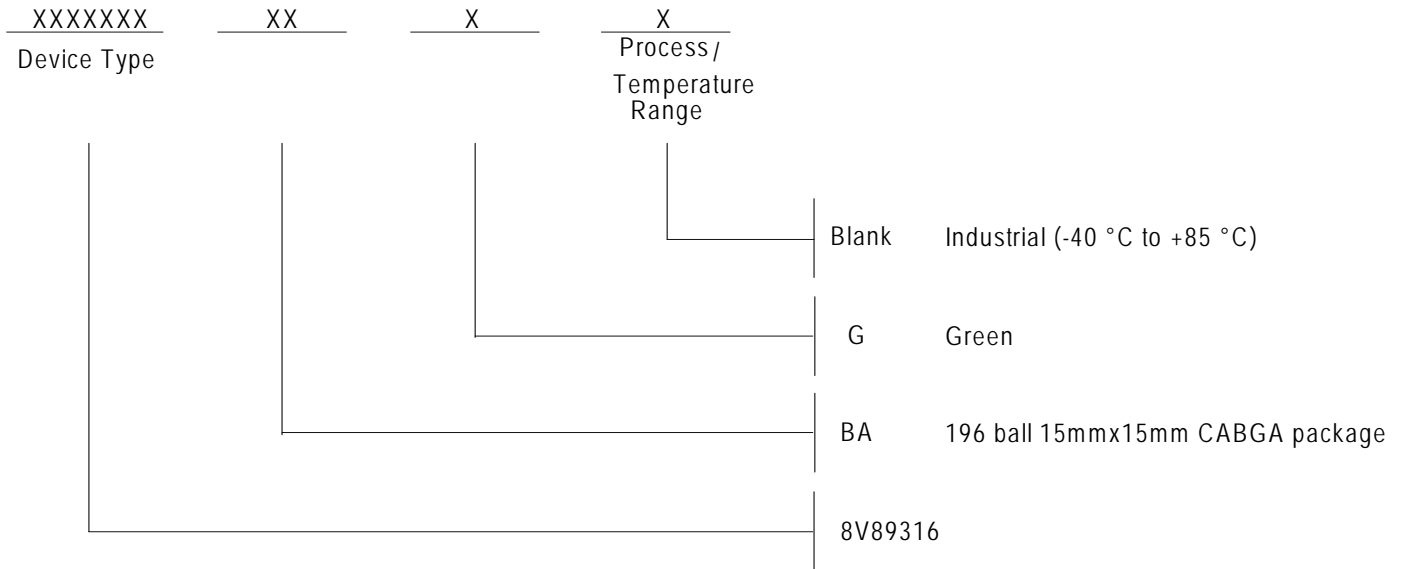 XXXXXXX XX X X
Device Type
Process/
Temperature
Range
Blank Industrial (-40 °C to +85 °C)
G Green
BA 196 ball 15mmx15mm CABGA package
8V89316